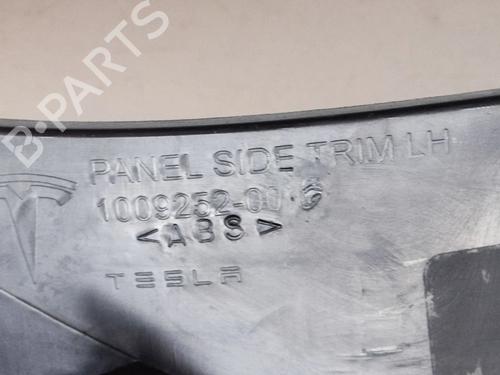 B-PARTS
PANEL SIDE TRIM LH
1009252-00
<ABS>
TESLA